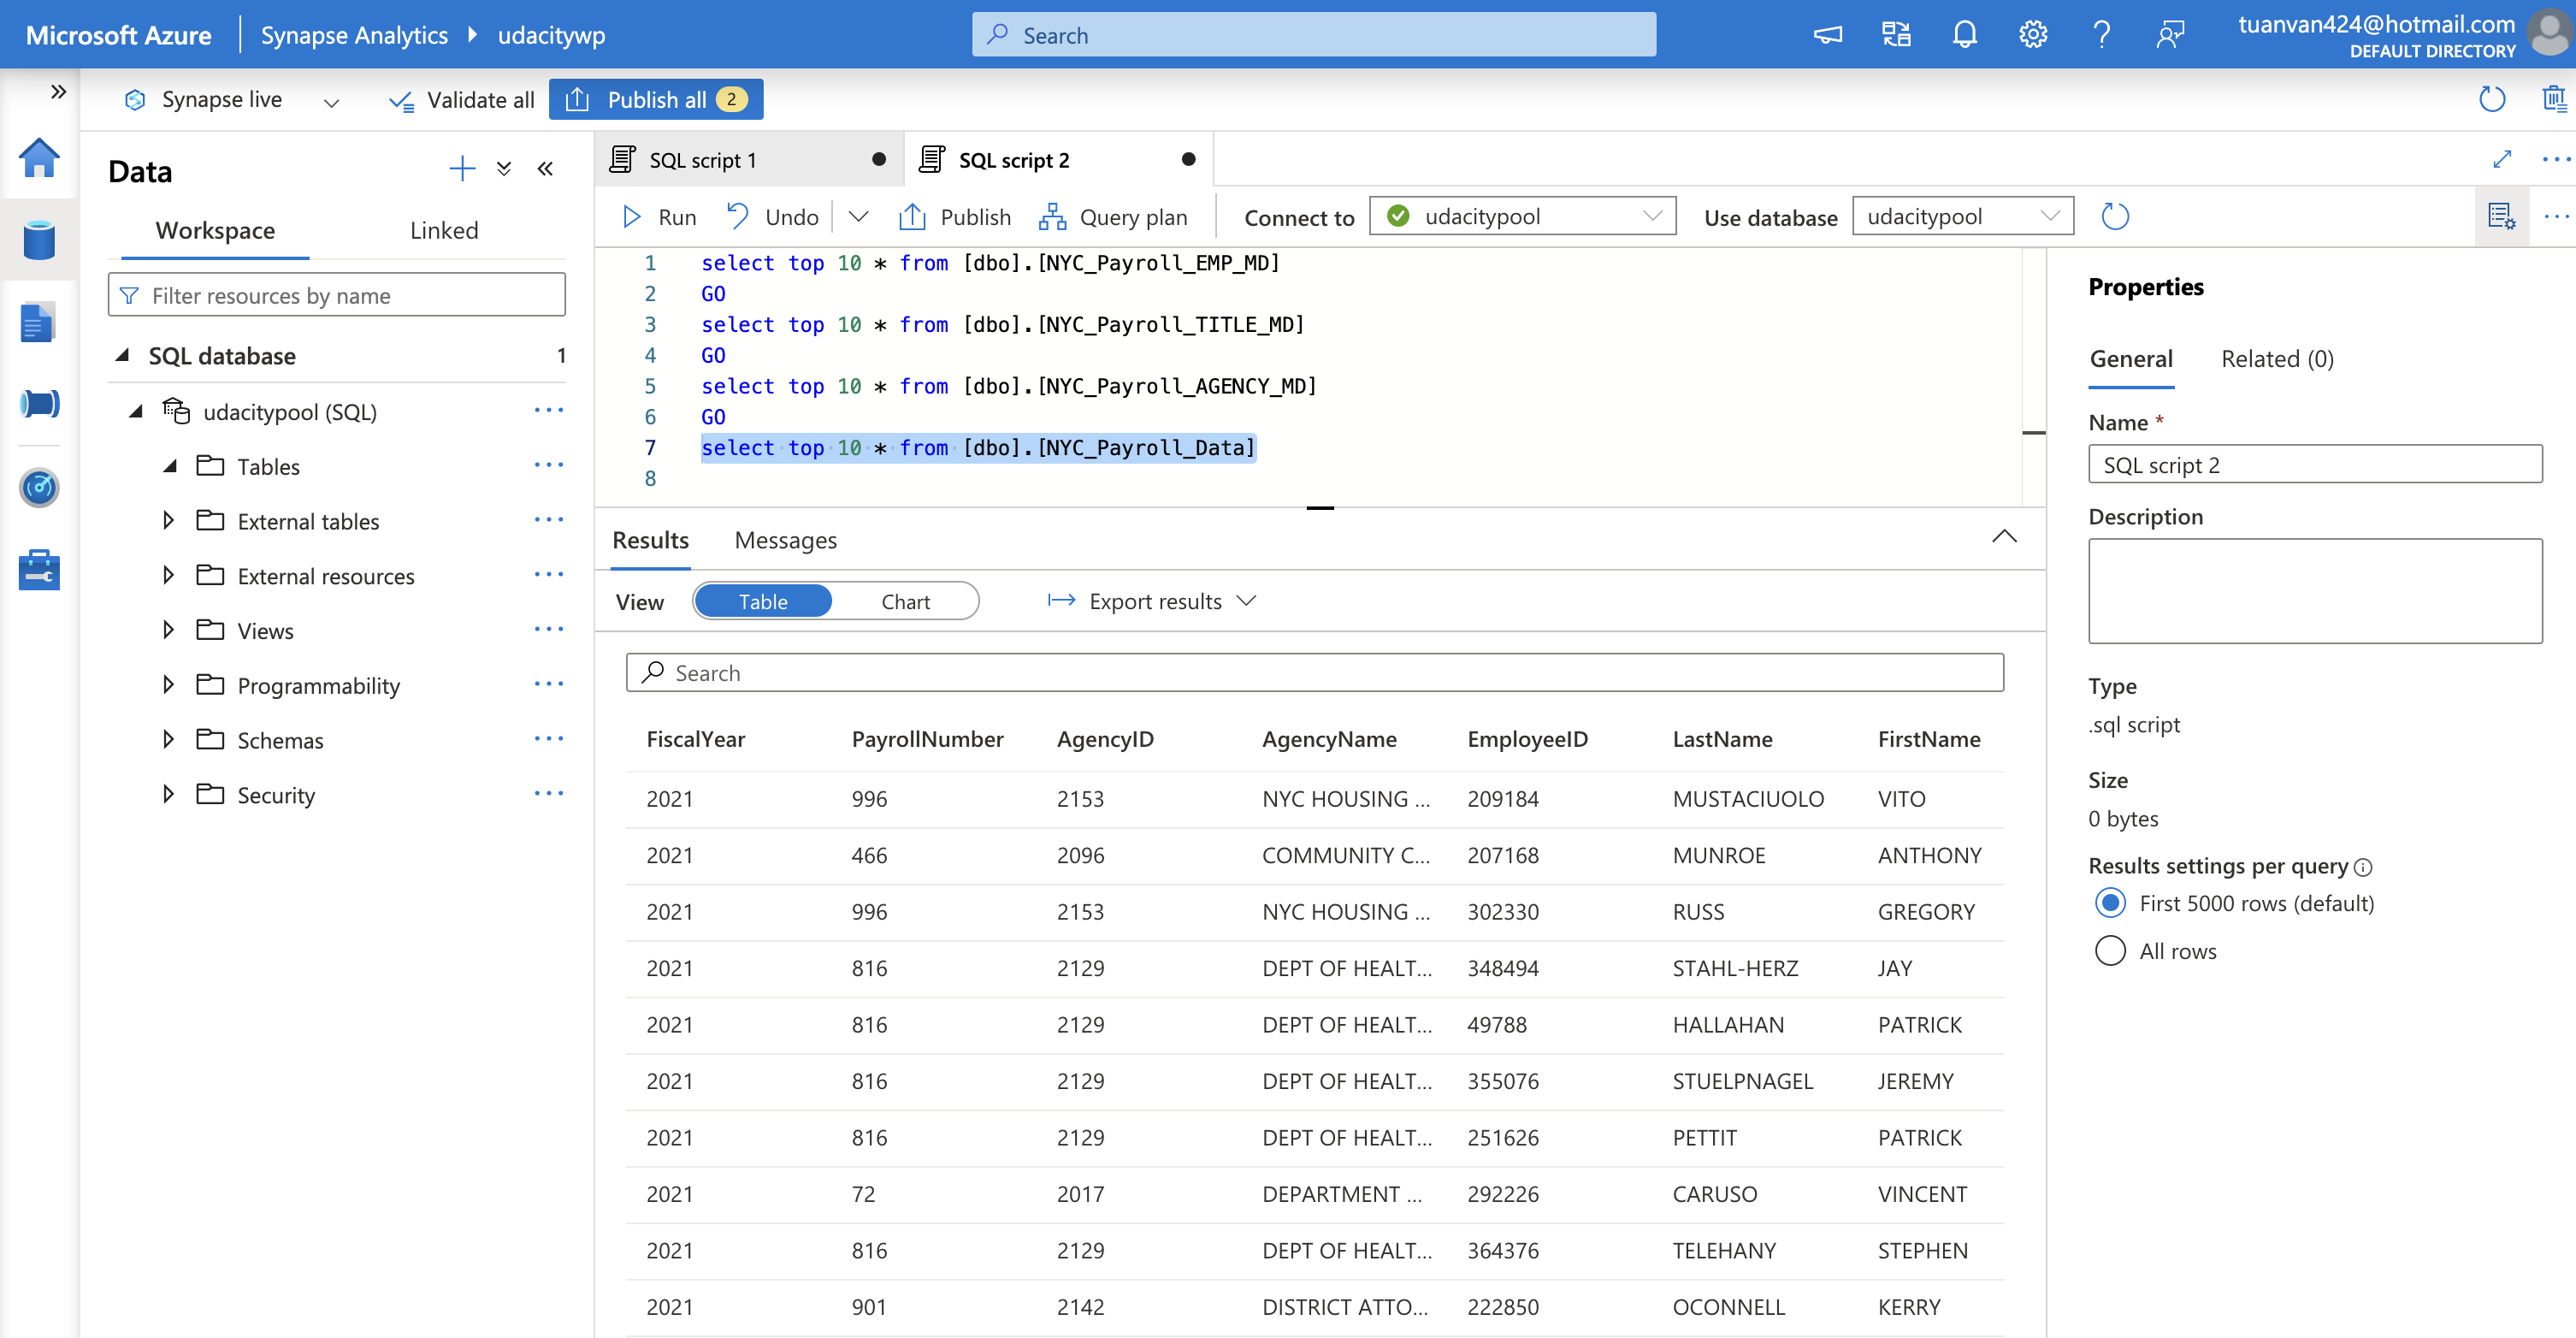 Microsoft Azure Synapse Analytics udacitywp Search tuanvan424@hotmail.com
DEFAULT DIRECTORY
Synapse live Validate all Publish all 2
Data
Workspace Linked
Filter resources by name
SQL database 1
udacitypool (SQL)
Tables
External tables
External resources
Views
Programmability
Schemas
Security
SQL script 1 SQL script 2
Run Undo Publish Query plan Connect to udacitypool Use database udacitypool
1 select top 10 * from [dbo].[NYC_Payroll_EMP_MD]
2 GO
3 select top 10 * from [dbo].[NYC_Payroll_TITLE_MD]
4 GO
5 select top 10 * from [dbo].[NYC_Payroll_AGENCY_MD]
6 GO
7 select top 10 * from [dbo].[NYC_Payroll_Data]
8
Results Messages
View Table Chart Export results
Search
FiscalYear PayrollNumber AgencyID AgencyName EmployeeID LastName FirstName
2021 996 2153 NYC HOUSING ... 209184 MUSTACIUOLO VITO
2021 466 2096 COMMUNITY C... 207168 MUNROE ANTHONY
2021 996 2153 NYC HOUSING ... 302330 RUSS GREGORY
2021 816 2129 DEPT OF HEALT... 348494 STAHL-HERZ JAY
2021 816 2129 DEPT OF HEALT... 49788 HALLAHAN PATRICK
2021 816 2129 DEPT OF HEALT... 355076 STUELPNAGEL JEREMY
2021 816 2129 DEPT OF HEALT... 251626 PETTIT PATRICK
2021 72 2017 DEPARTMENT ... 292226 CARUSO VINCENT
2021 816 2129 DEPT OF HEALT... 364376 TELEHANY STEPHEN
2021 901 2142 DISTRICT ATTO... 222850 OCONNELL KERRY
Properties
General Related (0)
Name *
SQL script 2
Description
Type
.sql script
Size
0 bytes
Results settings per query
First 5000 rows (default)
All rows